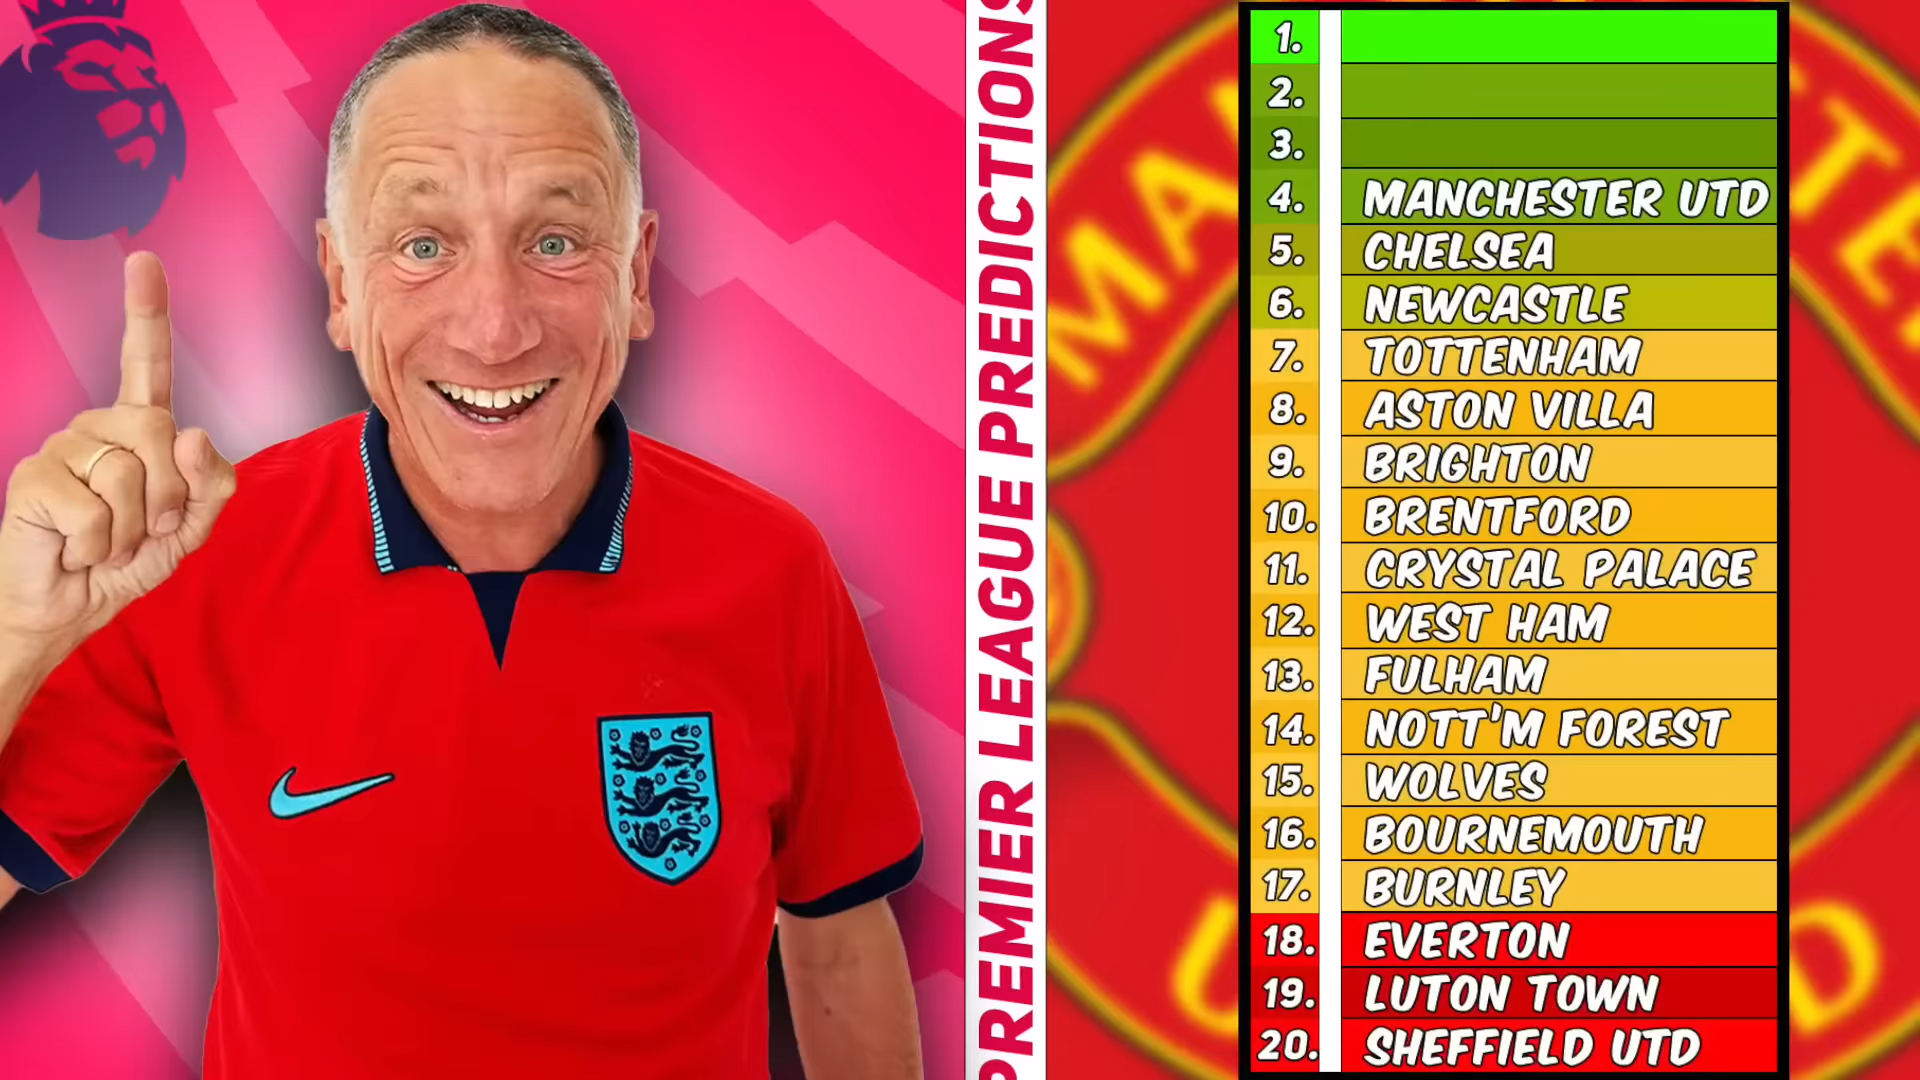 PREMIER LEAGUE PREDICTIONS
1.
2.
3.
4. MANCHESTER UTD
5. CHELSEA
6. NEWCASTLE
7. TOTTENHAM
8. ASTON VILLA
9. BRIGHTON
10. BRENTFORD
11. CRYSTAL PALACE
12. WEST HAM
13. FULHAM
14. NOTT'M FOREST
15. WOLVES
16. BOURNEMOUTH
17. BURNLEY
18. EVERTON
19. LUTON TOWN
20. SHEFFIELD UTD